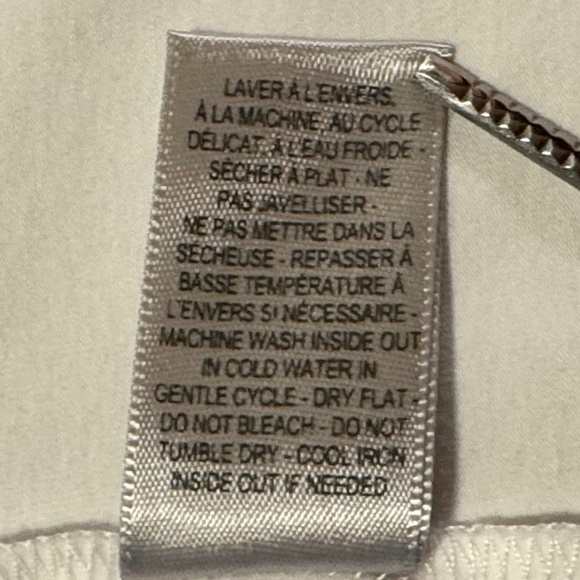 LAVER À L'ENVERS,
À LA MACHINE, AU CYCLE
DÉLICAT, À L'EAU FROIDE -
SÉCHER À PLAT - NE
PAS JAVELLISER -
NE PAS METTRE DANS LA
SÉCHEUSE - REPASSER À
BASSE TEMPÉRATURE À
L'ENVERS SI NÉCESSAIRE -
MACHINE WASH INSIDE OUT
IN COLD WATER IN
GENTLE CYCLE - DRY FLAT -
DO NOT BLEACH - DO NOT
TUMBLE DRY - COOL IRON
INSIDE OUT IF NEEDED